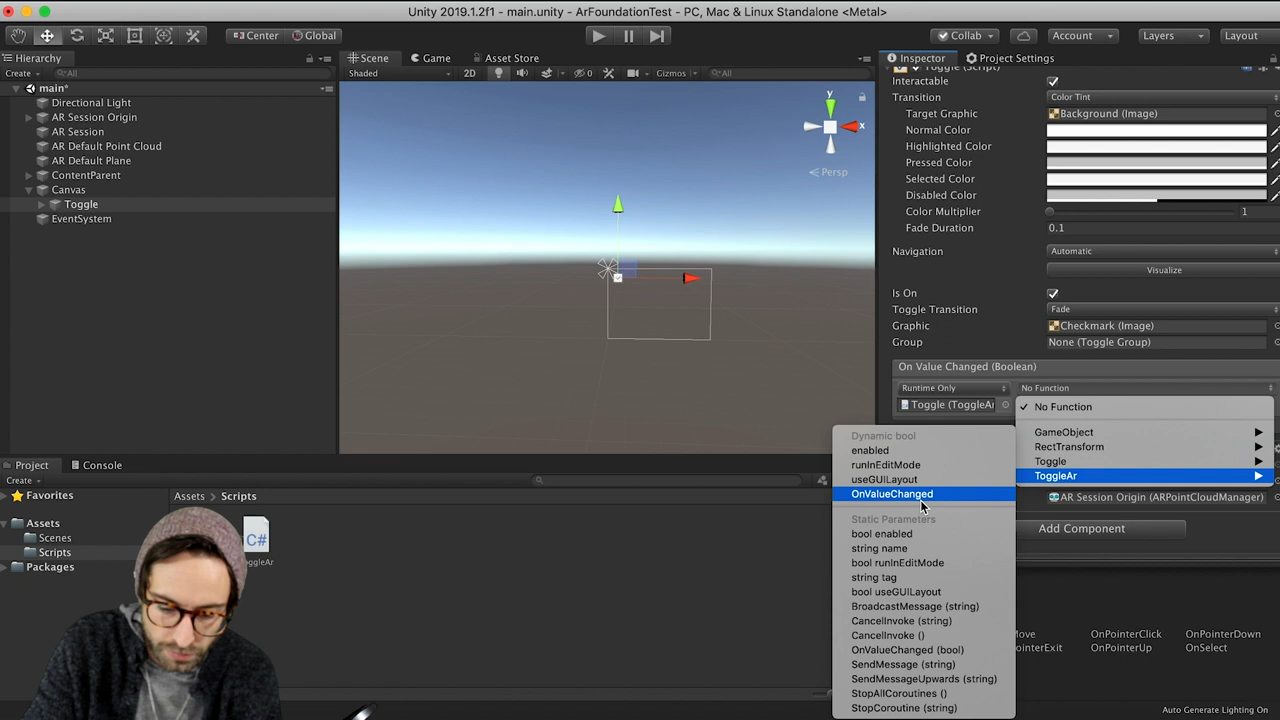 Unity 2019.1.2f1 - main.unity - ArFoundationTest - PC, Mac & Linux Standalone <Metal>
Center Global Collab Account Layers Layout
Hierarchy
Create All
main*
Directional Light
AR Session Origin
AR Session
AR Default Point Cloud
AR Default Plane
ContentParent
Canvas
Toggle
EventSystem
Scene Game Asset Store
Shaded 2D Gizmos All
y
x
Persp
Inspector Project Settings
Toggle (Script)
Interactable
Transition Color Tint
Target Graphic Background (Image)
Normal Color
Highlighted Color
Pressed Color
Selected Color
Disabled Color
Color Multiplier 1
Fade Duration 0.1
Navigation Automatic
Visualize
Is On
Toggle Transition Fade
Graphic Checkmark (Image)
Group None (Toggle Group)
On Value Changed (Boolean)
Runtime Only No Function
Toggle (ToggleAr
No Function
GameObject
RectTransform
Toggle
ToggleAr
Dynamic bool
enabled
runInEditMode
useGUILayout
OnValueChanged
Static Parameters
bool enabled
string name
bool runInEditMode
string tag
bool useGUILayout
BroadcastMessage (string)
CancelInvoke (string)
CancelInvoke ()
OnValueChanged (bool)
SendMessage (string)
SendMessageUpwards (string)
StopAllCoroutines ()
StopCoroutine (string)
AR Session Origin (ARPointCloudManager)
Add Component
Move OnPointerClick OnPointerDown
OnPointerUp OnSelect
Project Console
Create
Favorites
Assets
Scenes
Scripts
Packages
Assets > Scripts
C#
Auto Generate Lighting On